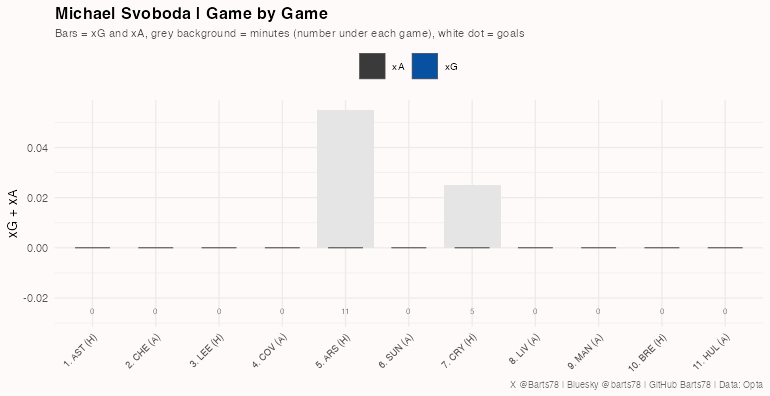 Michael Svoboda | Game by Game
Bars = xG and xA, grey background = minutes (number under each game), white dot = goals
xA xG
xG + xA
0.04
0.02
0.00
-0.02
0 0 0 0 11 0 5 0 0 0 0
1. AST (H)
2. CHE (A)
3. LEE (H)
4. COV (A)
5. ARS (H)
6. SUN (A)
7. CRY (H)
8. LIV (A)
9. MAN (A)
10. BRE (H)
11. HUL (A)
X @Barts78 | Bluesky @barts78 | GitHub Barts78 | Data: Opta